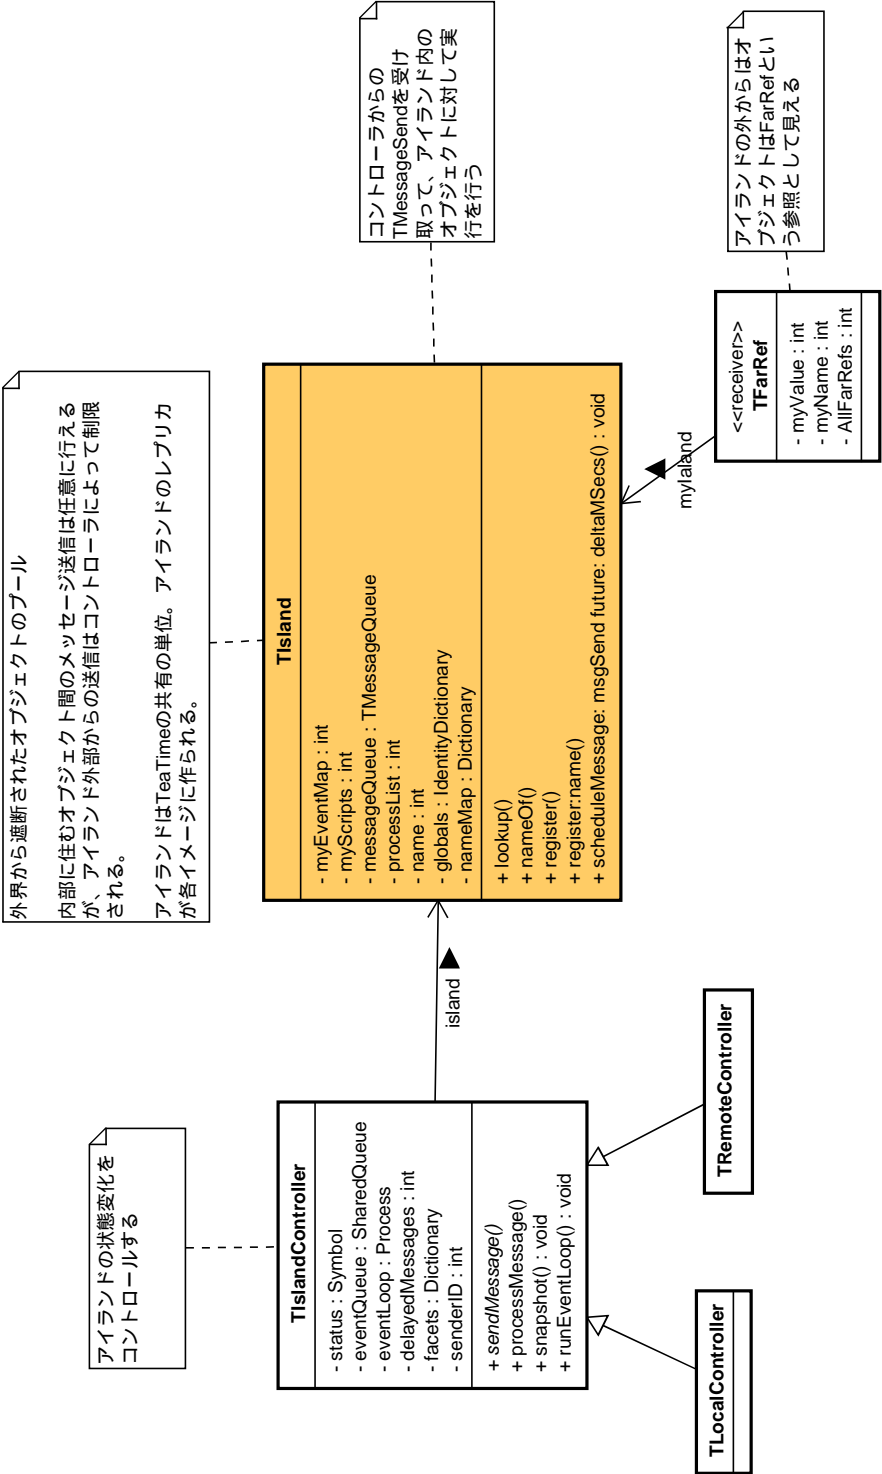 アイランドの状態変化を
コントロールする
TIslandController
- status : Symbol
- eventQueue : SharedQueue
- eventLoop : Process
- delayedMessages : int
- facets : Dictionary
- senderID : int
+ sendMessage()
+ processMessage()
+ snapshot() : void
+ runEventLoop() : void
TLocalController
TRemoteController
island
外界から遮断されたオブジェクトのプール
内部に住むオブジェクト間のメッセージ送信は任意に行える
が、アイランド外部からの送信はコントローラによって制限
される。
アイランドはTeaTimeの共有の単位。アイランドのレプリカ
が各イメージに作られる。
TIsland
- myEventMap : int
- myScripts : int
- messageQueue : TMessageQueue
- processList : int
- name : int
- globals : IdentityDictionary
- nameMap : Dictionary
+ lookup()
+ nameOf()
+ register()
+ register:name()
+ scheduleMessage: msgSend future: deltaMSecs() : void
コントローラからの
TMessageSendを受け
取って、アイランド内の
オブジェクトに対して実
行を行う
myIaland
<<receiver>>
TFarRef
- myValue : int
- myName : int
- AllFarRefs : int
アイランドの外からはオ
ブジェクトはFarRefとい
う参照として見える